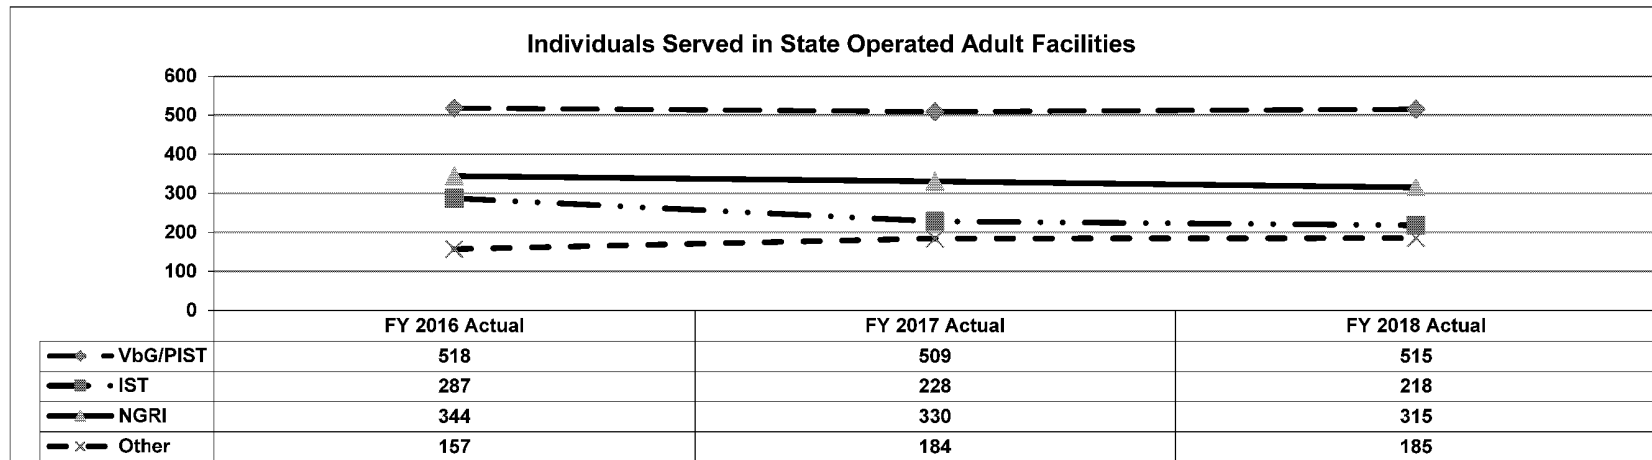 Individuals Served in State Operated Adult Facilities
600
500
400
300
200
100
0
FY 2016 Actual FY 2017 Actual FY 2018 Actual
VbG/PIST 518 509 515
IST 287 228 218
NGRI 344 330 315
Other 157 184 185